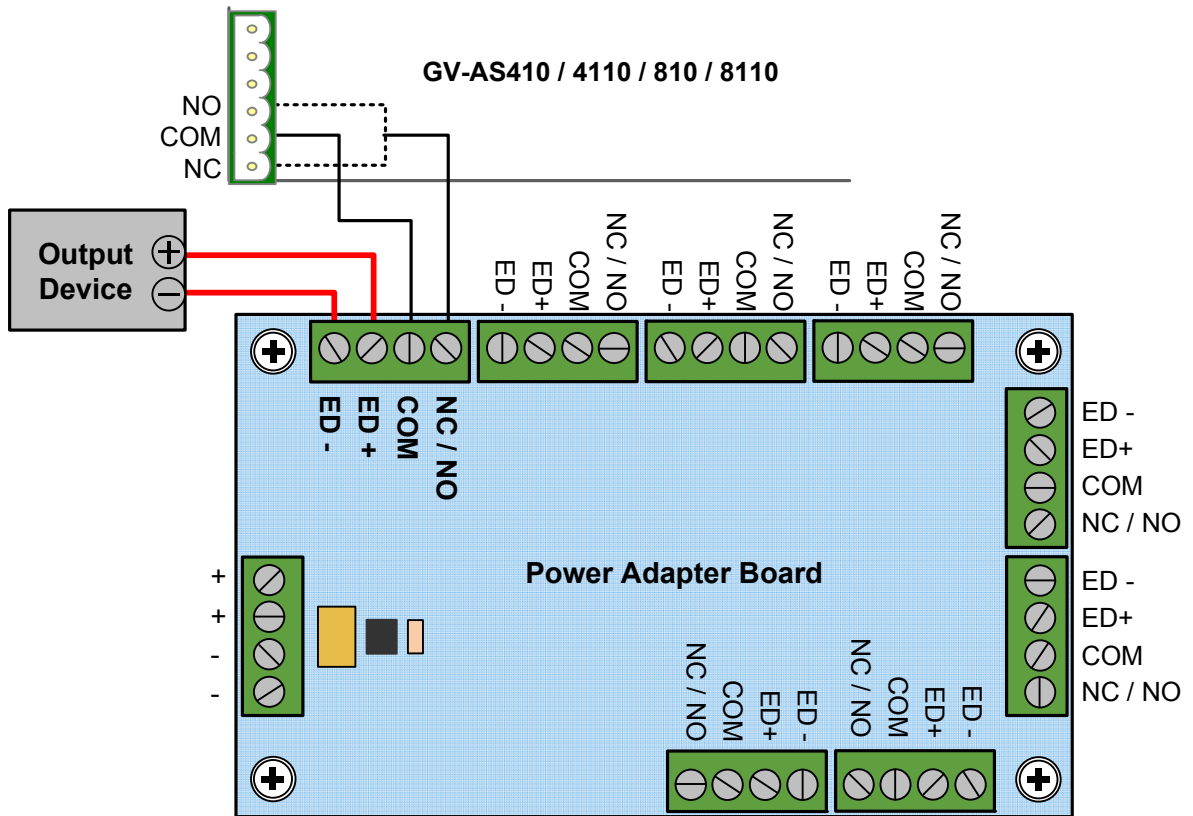 GV-AS410 / 4110 / 810 / 8110
NO
COM
NC
Output
Device
+
-
ED -
ED+
COM
NC / NO
ED -
ED+
COM
NC / NO
ED -
ED+
COM
NC / NO
ED -
ED +
COM
NC / NO
ED -
ED+
COM
NC / NO
+
+
-
-
Power Adapter Board
ED -
ED+
COM
NC / NO
NC / NO
COM
ED+
ED -
NC / NO
COM
ED+
ED -